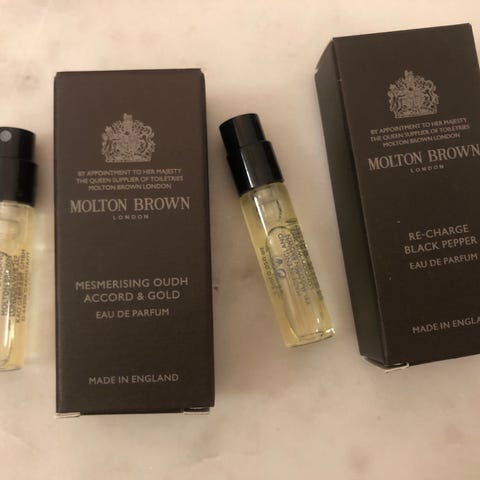 BY APPOINTMENT TO HER MAJESTY
THE QUEEN SUPPLIER OF TOILETRIES
MOLTON BROWN LONDON
MOLTON BROWN
LONDON
MESMERISING OUDH
ACCORD & GOLD
EAU DE PARFUM
MADE IN ENGLAND
BY APPOINTMENT TO HER MAJESTY
THE QUEEN SUPPLIER OF TOILETRIES
MOLTON BROWN LONDON
MOLTON BROWN
LONDON
RE-CHARGE
BLACK PEPPER
EAU DE PARFUM
MADE IN ENGLA